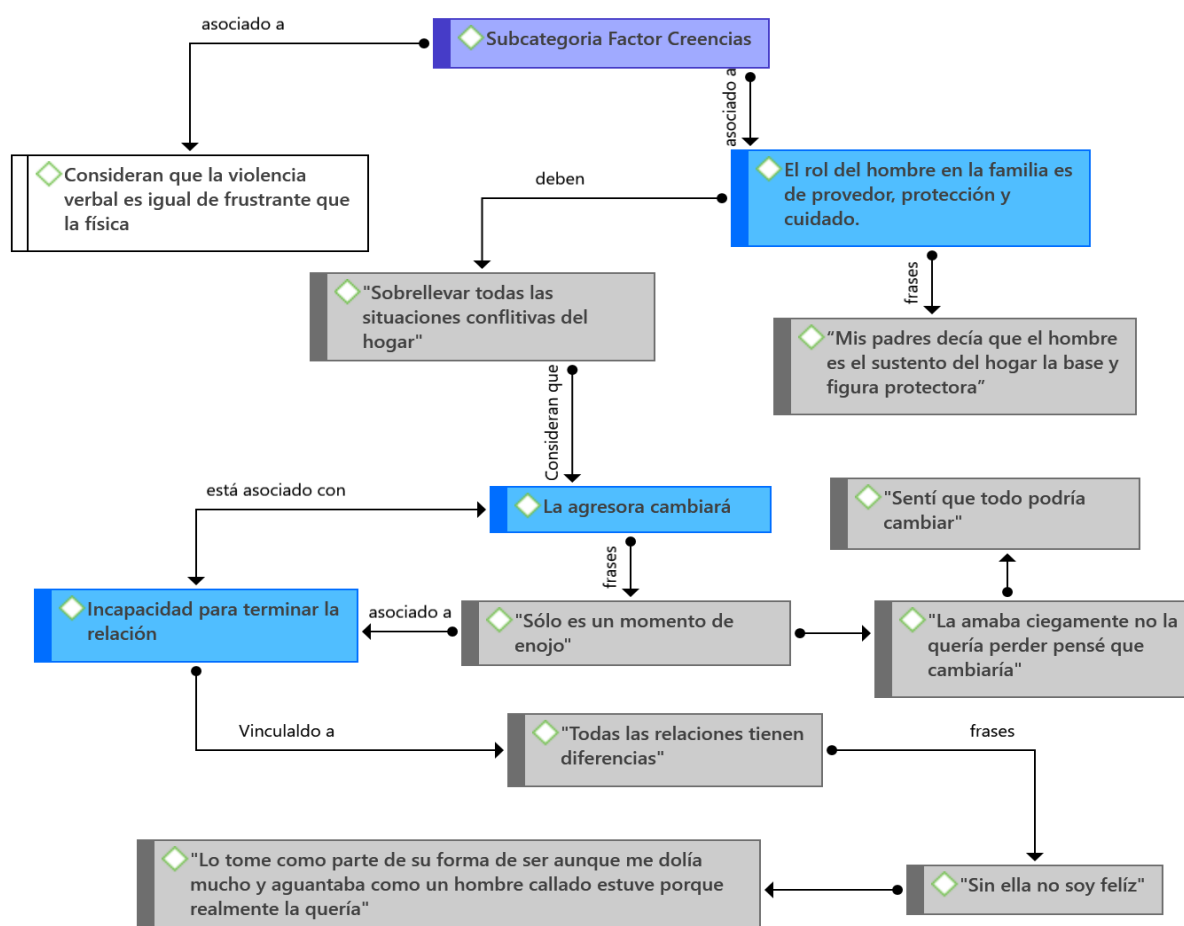 asociado a
Subcategoria Factor Creencias
asociado a
Consideran que la violencia
verbal es igual de frustrante que
la física
El rol del hombre en la familia es
de provedor, protección y
cuidado.
deben
frases
"Sobrellevar todas las
situaciones conflitivas del
hogar"
“Mis padres decía que el hombre
es el sustento del hogar la base y
figura protectora”
Consideran que
está asociado con
La agresora cambiará
"Sentí que todo podría
cambiar"
frases
Incapacidad para terminar la
relación
asociado a
"Sólo es un momento de
enojo"
"La amaba ciegamente no la
quería perder pensé que
cambiaría"
Vinculaldo a
"Todas las relaciones tienen
diferencias"
frases
"Lo tome como parte de su forma de ser aunque me dolía
mucho y aguantaba como un hombre callado estuve porque
realmente la quería"
"Sin ella no soy felíz"